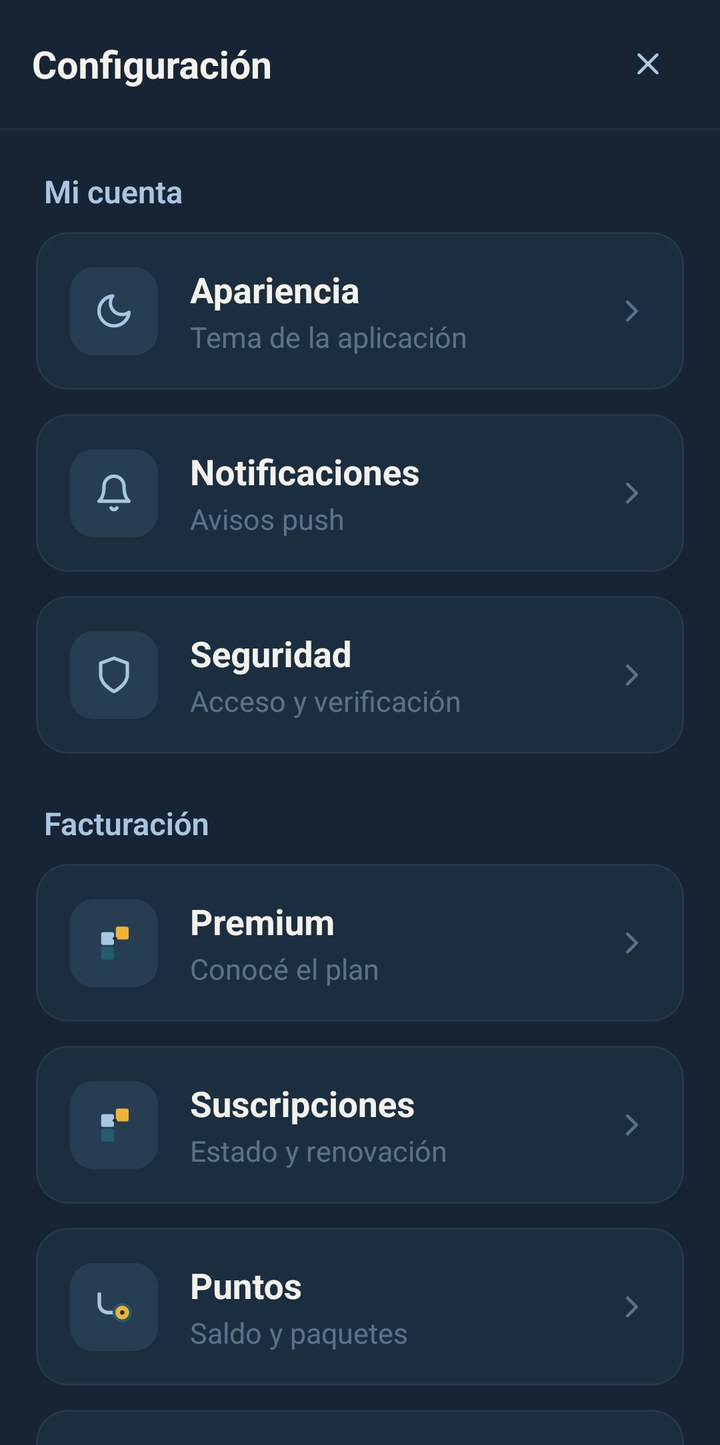 Configuración
Mi cuenta
Apariencia
Tema de la aplicación
Notificaciones
Avisos push
Seguridad
Acceso y verificación
Facturación
Premium
Conocé el plan
Suscripciones
Estado y renovación
Puntos
Saldo y paquetes